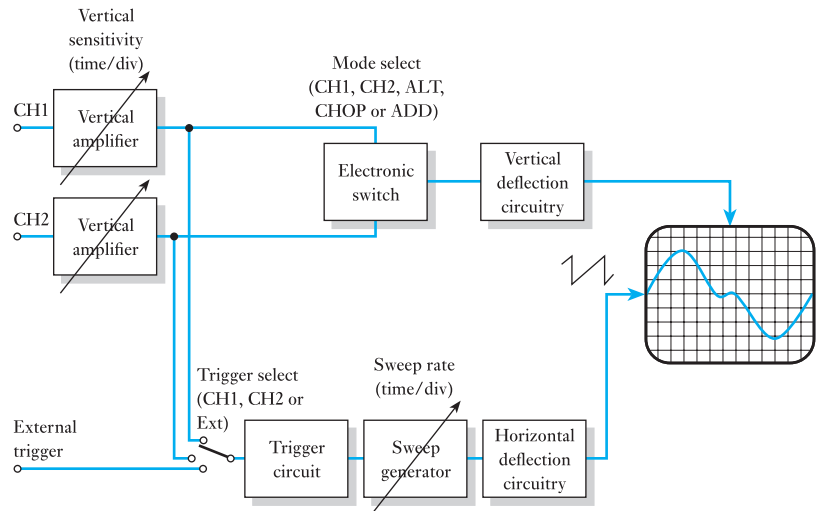 Vertical
sensitivity
(time/div)
CH1
Vertical
amplifier
Mode select
(CH1, CH2, ALT,
CHOP or ADD)
Electronic
switch
Vertical
deflection
circuitry
CH2
Vertical
amplifier
Trigger select
(CH1, CH2 or
Ext)
Sweep rate
(time/div)
External
trigger
Trigger
circuit
Sweep
generator
Horizontal
deflection
circuitry